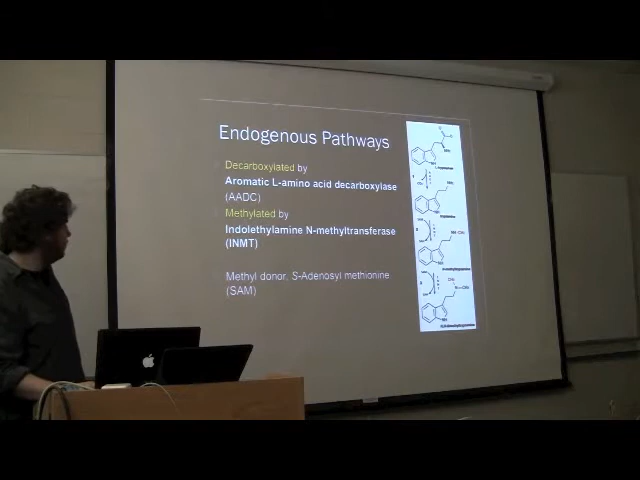 Endogenous Pathways
Decarboxylated by
Aromatic L-amino acid decarboxylase
(AADC)
Methylated by
Indolethylamine N-methyltransferase
(INMT)
Methyl donor, S-Adenosyl methionine
(SAM)